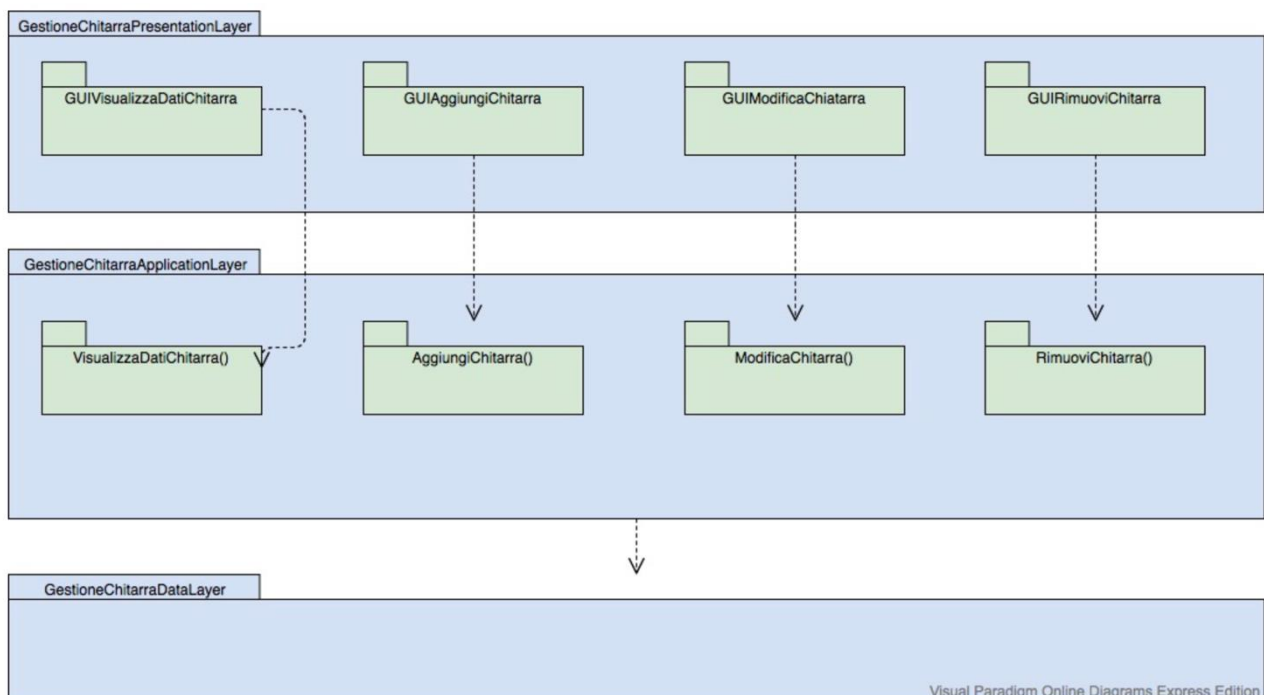 GestioneChitarraPresentationLayer
GUIVisualizzaDatiChitarra
GUIAggiungiChitarra
GUIModificaChiatarra
GUIRimuoviChitarra
GestioneChitarraApplicationLayer
VisualizzaDatiChitarra()
AggiungiChitarra()
ModificaChitarra()
RimuoviChitarra()
GestioneChitarraDataLayer
Visual Paradigm Online Diagrams Express Edition